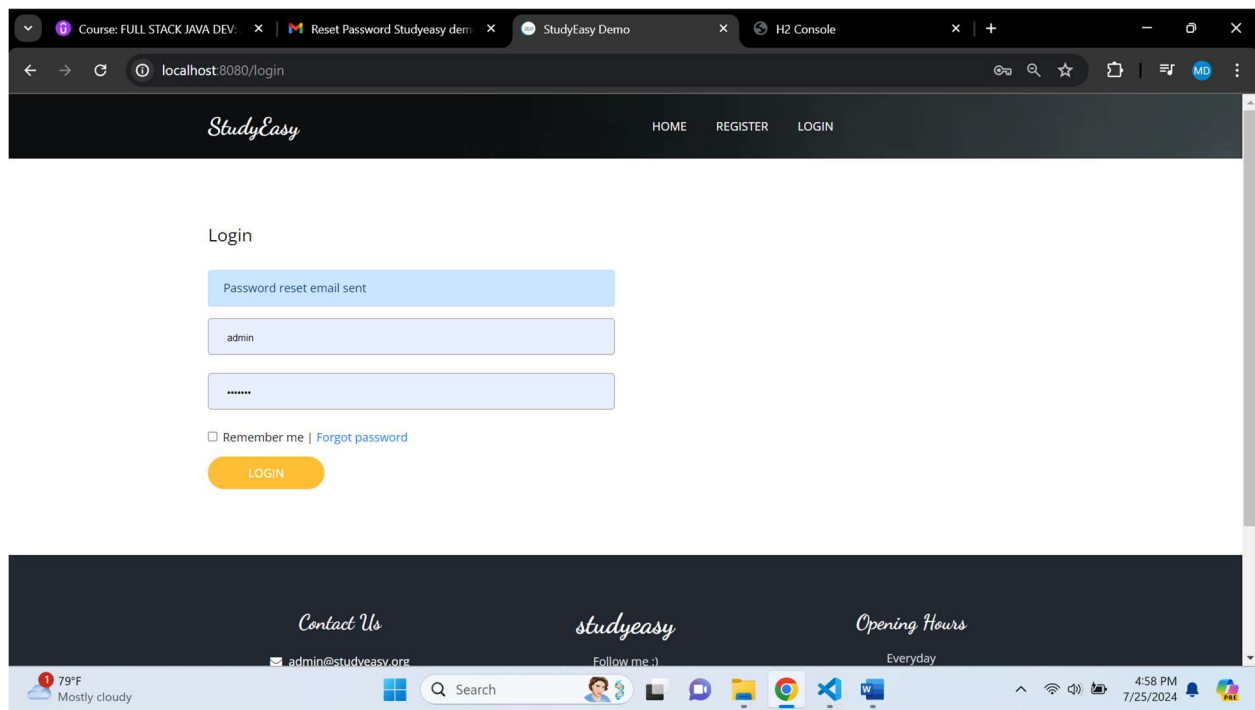 Course: FULL STACK JAVA DEV:
Reset Password Studyeasy dem
StudyEasy Demo
H2 Console
localhost:8080/login
MD
StudyEasy
HOME REGISTER LOGIN
Login
Password reset email sent
admin
•••••••
Remember me | Forgot password
LOGIN
Contact Us
studyeasy
Opening Hours
admin@studyeasy.org
Follow me :)
Everyday
1
79°F
Mostly cloudy
Search
4:58 PM
7/25/2024
PRE